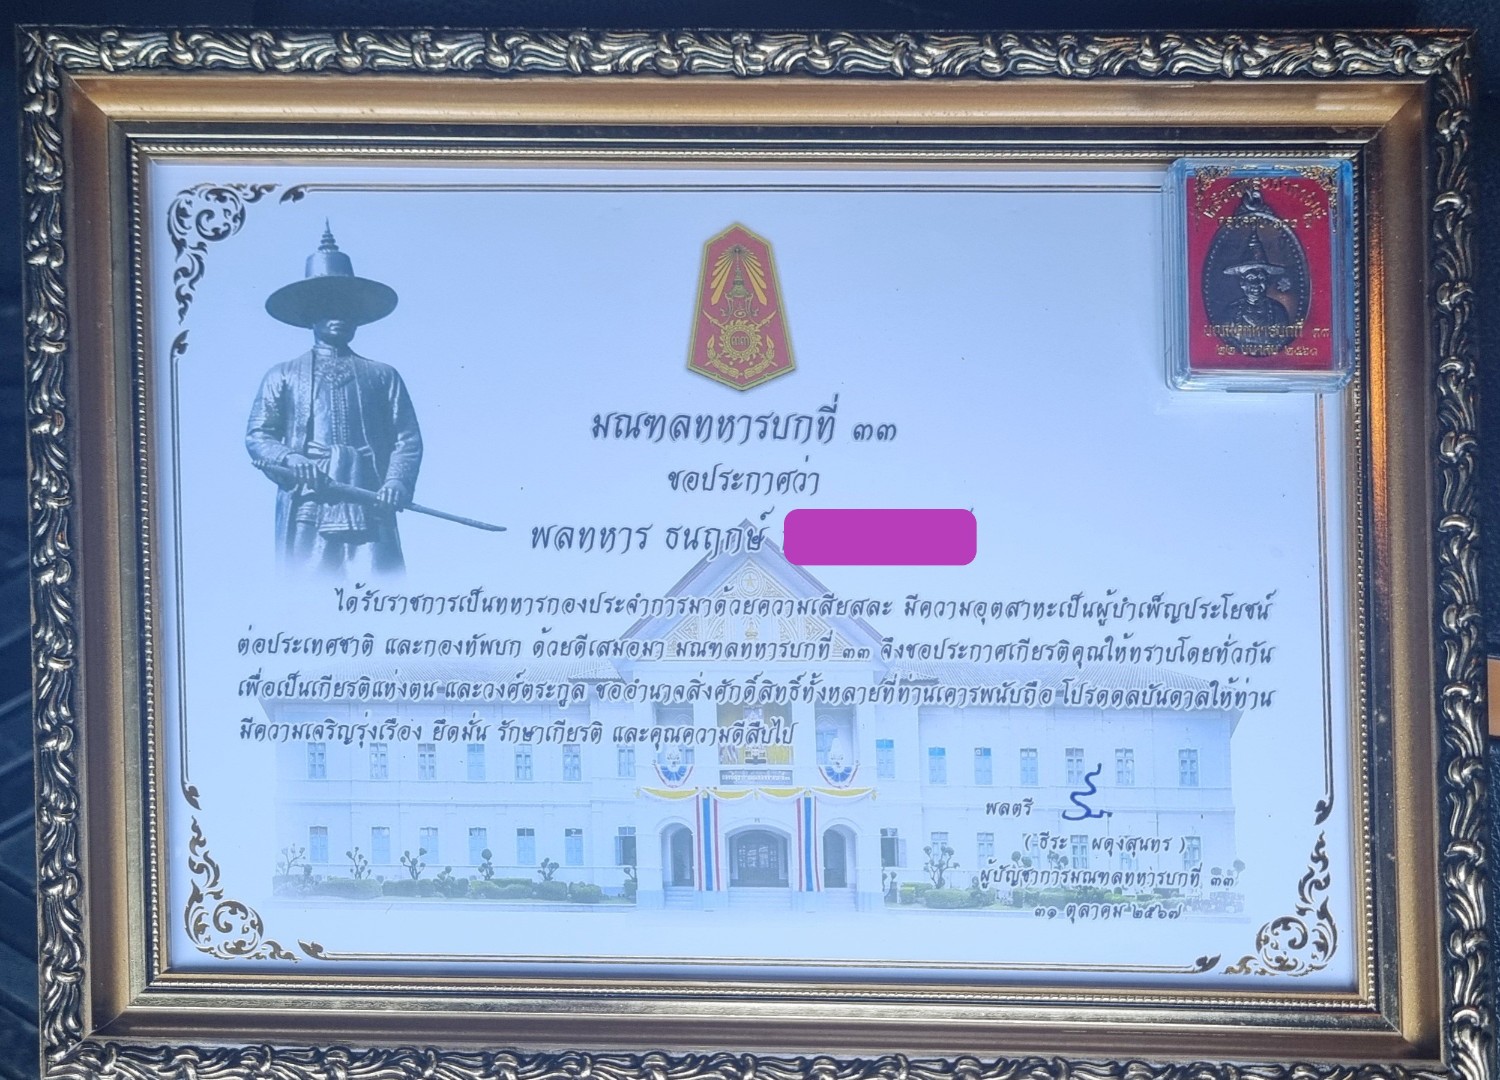 มณฑลทหารบกที่ ๓๓
ขอประกาศว่า
พลทหาร ธนฤกษ์
ได้รับราชการเป็นทหารกองประจำการมาด้วยความเสียสละ มีความอุตสาหะเป็นผู้บำเพ็ญประโยชน์
ต่อประเทศชาติ และกองทัพบก ด้วยดีเสมอมา มณฑลทหารบกที่ ๓๓ จึงขอประกาศเกียรติคุณให้ทราบโดยทั่วกัน
เพื่อเป็นเกียรติแห่งตน และวงศ์ตระกูล ขออำนาจสิ่งศักดิ์สิทธิ์ทั้งหลายที่ท่านเคารพนับถือ โปรดดลบันดาลให้ท่าน
มีความเจริญรุ่งเรือง ยึดมั่น รักษาเกียรติ และคุณความดีสืบไป
พลตรี
( ธีระ ผดุงสุนทร )
ผู้บัญชาการมณฑลทหารบกที่ ๓๓
๓๑ ตุลาคม ๒๕๖๗
มณฑลทหารบกที่ ๓๓